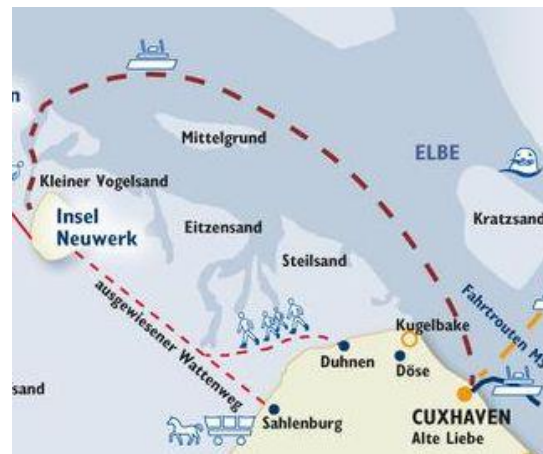 n
Mittelgrund
ELBE
Kleiner Vogelsand
Kratzsand
Insel
Neuwerk
Eitzensand
Steilsand
ausgewiesener Wattenweg
Fahrtrouten
Kugelbake
Duhnen
Döse
sand
Sahlenburg
CUXHAVEN
Alte Liebe